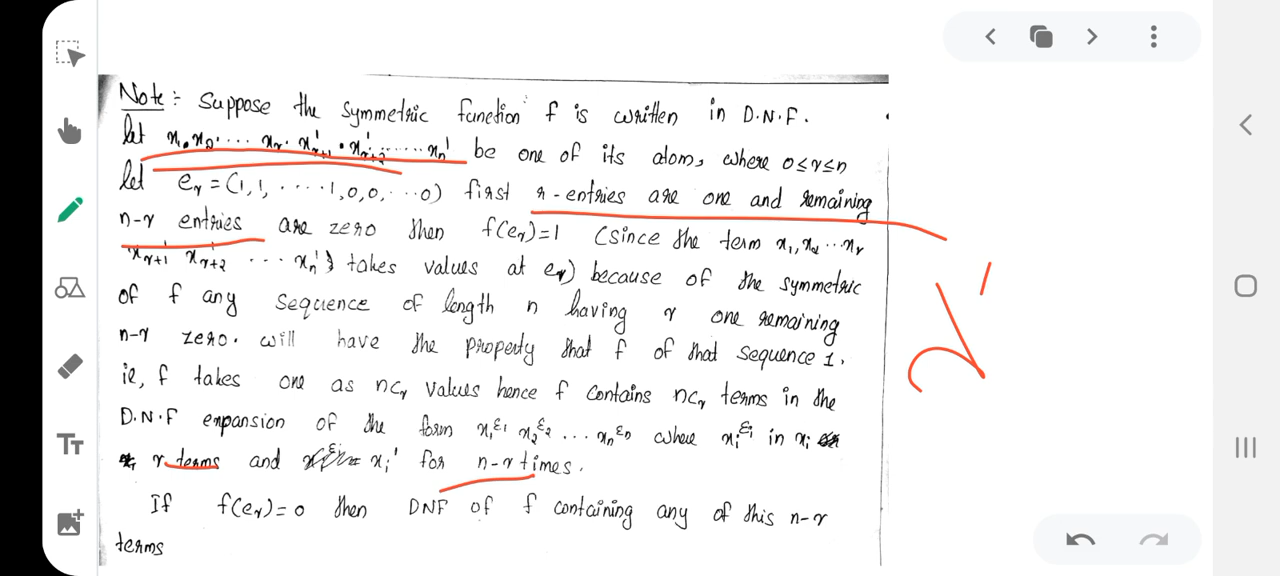 Note :- Suppose the symmetric function f is written in D.N.F.
let x₁ x₂ ..... xᵣ . x'ᵣ₊₁ . x'ᵣ₊₂ ..... xₙ' be one of its atom, where 0≤r≤n
let eᵣ = (1,1, ..... 1,0,0, ...0) first r-entries are one and remaining
n-r entries are zero then f(eᵣ)=1 (since the term x₁,x₂ ...xᵣ
x'ᵣ₊₁ x'ᵣ₊₂ ... xₙ' } takes values at eᵣ) because of the symmetric
of f any sequence of length n having r one remaining
n-r zero. will have the property that f of that sequence 1.
ie, f takes one as nCᵣ values hence f contains nCᵣ terms in the
D.N.F expansion of the form x₁^ε₁ x₂^ε₂ ... xₙ^εₙ where xᵢ^εᵢ in xᵢ
r terms and xᵢ' for n-r times.
If f(eᵣ)=0 then DNF of f containing any of this n-r
terms
Tт